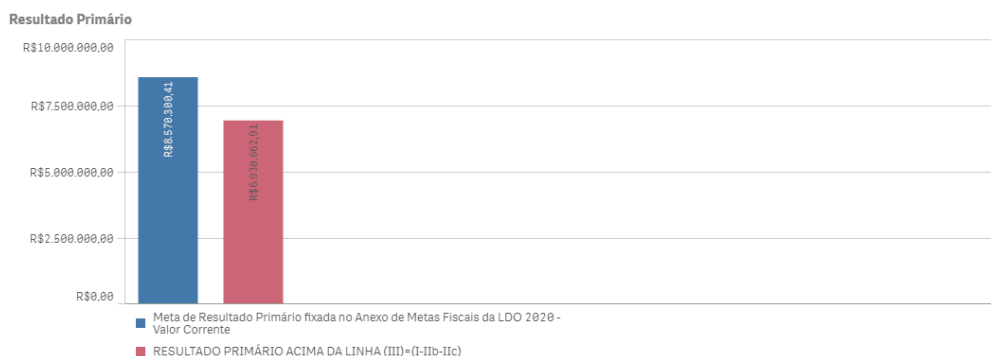 Resultado Primário
R$10.000.000,00
R$7.500.000,00
R$5.000.000,00
R$2.500.000,00
R$0,00
R$8.570.300,41
R$6.930.662,91
Meta de Resultado Primário fixada no Anexo de Metas Fiscais da LDO 2020 -
Valor Corrente
RESULTADO PRIMÁRIO ACIMA DA LINHA (III)=(I-IIb-IIc)